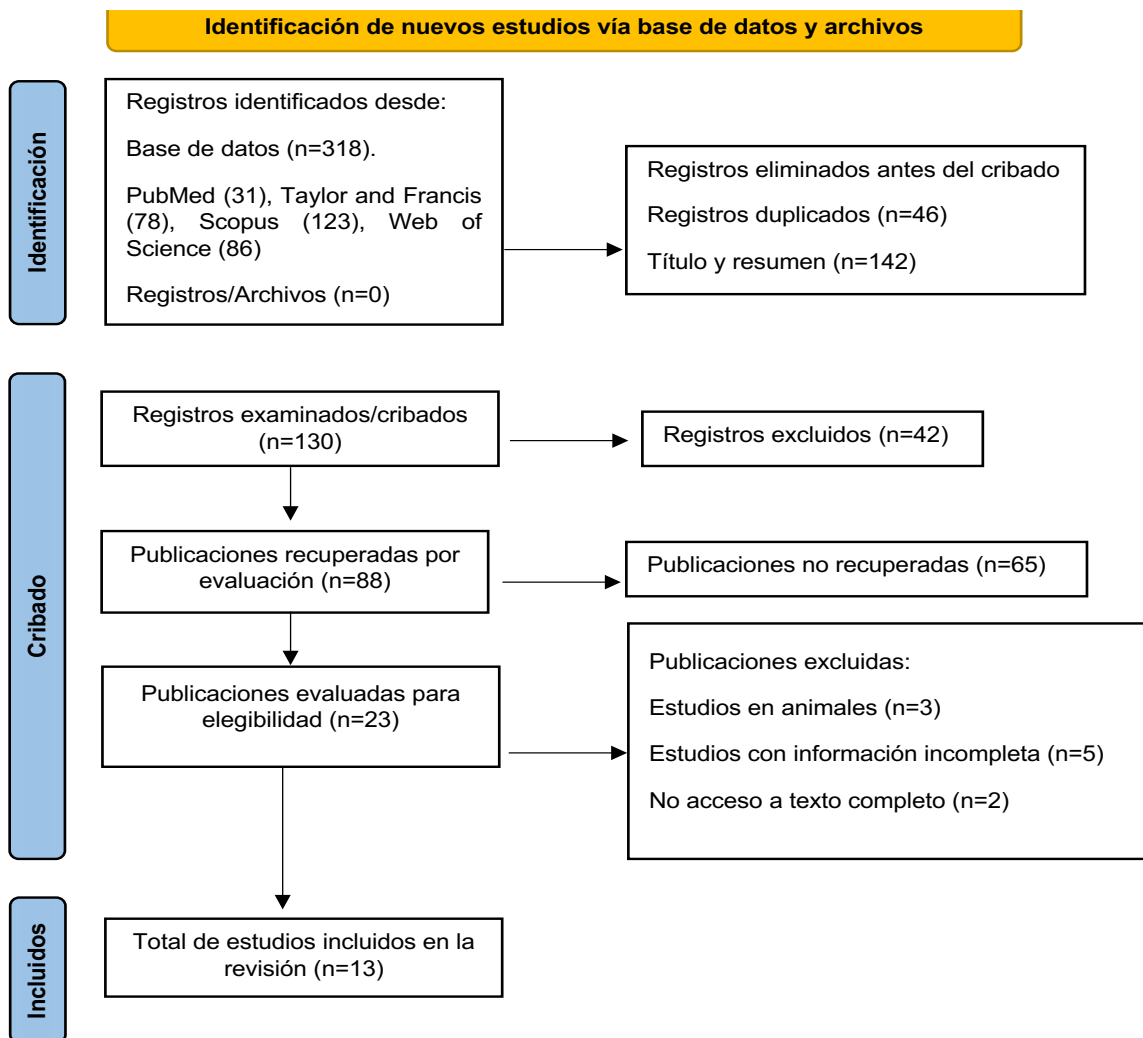 Identificación de nuevos estudios vía base de datos y archivos
Identificación
Registros identificados desde:
Base de datos (n=318).
PubMed (31), Taylor and Francis
(78), Scopus (123), Web of
Science (86)
Registros/Archivos (n=0)
Registros eliminados antes del cribado
Registros duplicados (n=46)
Título y resumen (n=142)
Cribado
Registros examinados/cribados
(n=130)
Registros excluidos (n=42)
Publicaciones recuperadas por
evaluación (n=88)
Publicaciones no recuperadas (n=65)
Publicaciones evaluadas para
elegibilidad (n=23)
Publicaciones excluidas:
Estudios en animales (n=3)
Estudios con información incompleta (n=5)
No acceso a texto completo (n=2)
Incluidos
Total de estudios incluidos en la
revisión (n=13)